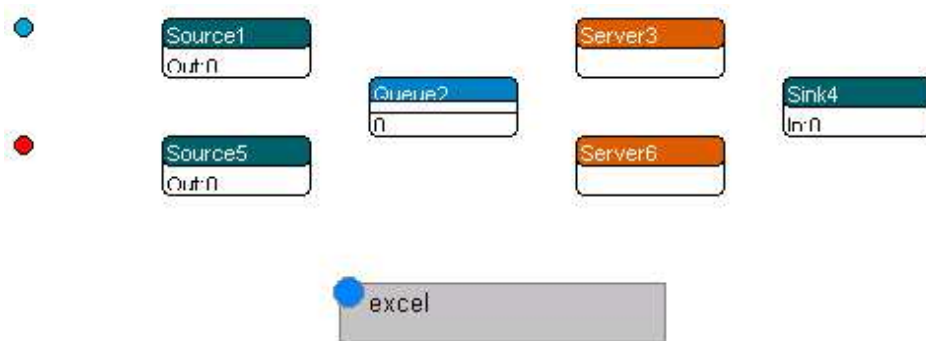 Source1
Out:0
Server3
Queue2
0
Sink4
In:0
Source5
Out:0
Server6
excel